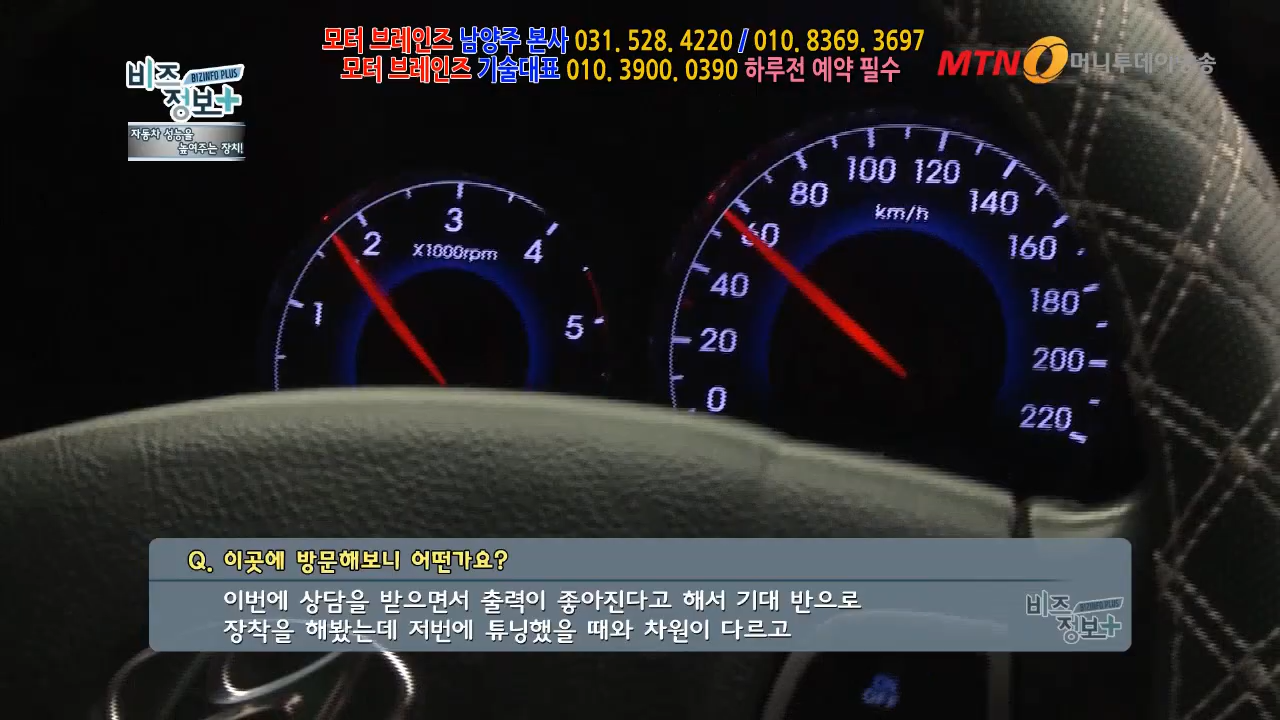 모터 브레인즈 남양주 본사 031. 528. 4220 / 010. 8369. 3697
모터 브레인즈 기술대표 010. 3900. 0390 하루전 예약 필수
비즈 BIZINFO PLUS
정보+
자동차 성능을
높여주는 장치!
MTN 머니투데이방송
1
2
3
4
5
X1000rpm
0
20
40
60
80
100
120
140
160
180
200
220
km/h
Q. 이곳에 방문해보니 어떤가요?
이번에 상담을 받으면서 출력이 좋아진다고 해서 기대 반으로
장착을 해봤는데 저번에 튜닝했을 때와 차원이 다르고
비즈 BIZINFO PLUS
정보+
OFF